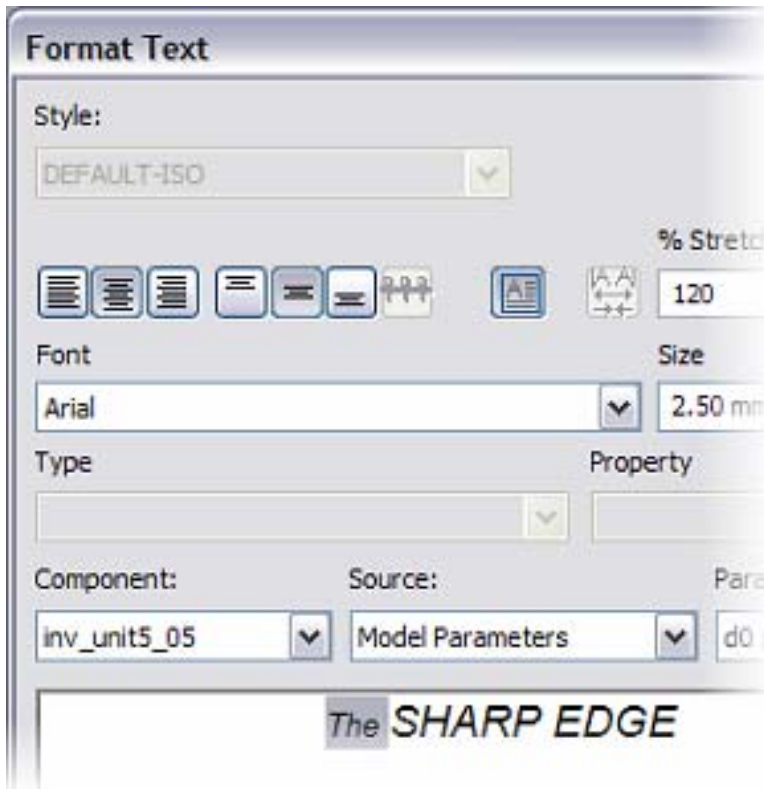 Format Text
Style:
DEFAULT-ISO
% Stretc
120
Font
Size
Arial
2.50 mm
Type
Property
Component:
Source:
Para
inv_unit5_05
Model Parameters
d0
The SHARP EDGE